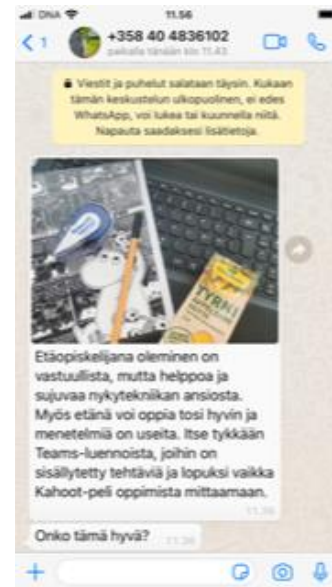 DNA 11.56
1 +358 40 4836102
paikalla tänään klo 11.43
Viestit ja puhelut salataan täysin. Kukaan
tämän keskustelun ulkopuolinen, ei edes
WhatsApp, voi lukea tai kuunnella niitä.
Napauta saadaksesi lisätietoja.
TYRNI
Etäopiskelijana oleminen on
vastuullista, mutta helppoa ja
sujuvaa nykytekniikan ansiosta.
Myös etänä voi oppia tosi hyvin ja
menetelmiä on useita. Itse tykkään
Teams-luennoista, joihin on
sisällytetty tehtäviä ja lopuksi vaikka
Kahoot-peli oppimista mittaamaan.
11.36
Onko tämä hyvä? 11.36